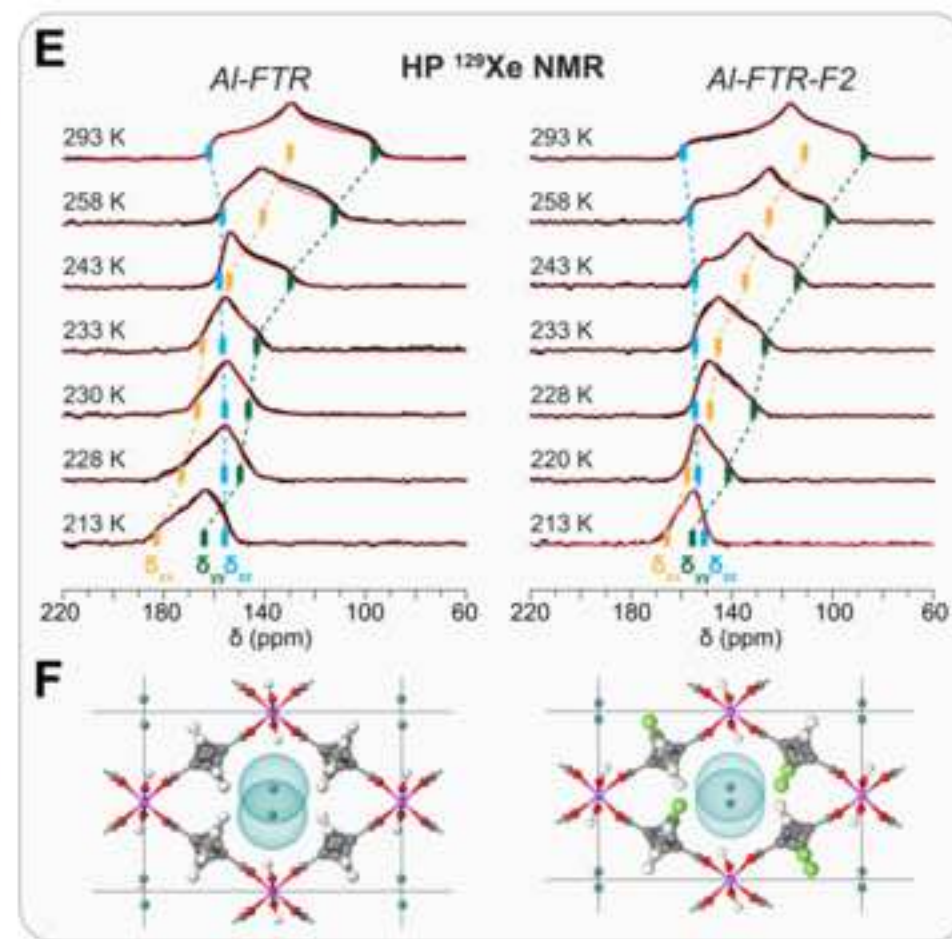 E
HP ¹²⁹Xe NMR
Al-FTR
Al-FTR-F2
293 K
258 K
243 K
233 K
230 K
228 K
213 K
293 K
258 K
243 K
233 K
228 K
220 K
213 K
220 180 140 100 60
δ (ppm)
220 180 140 100 60
δ (ppm)
F